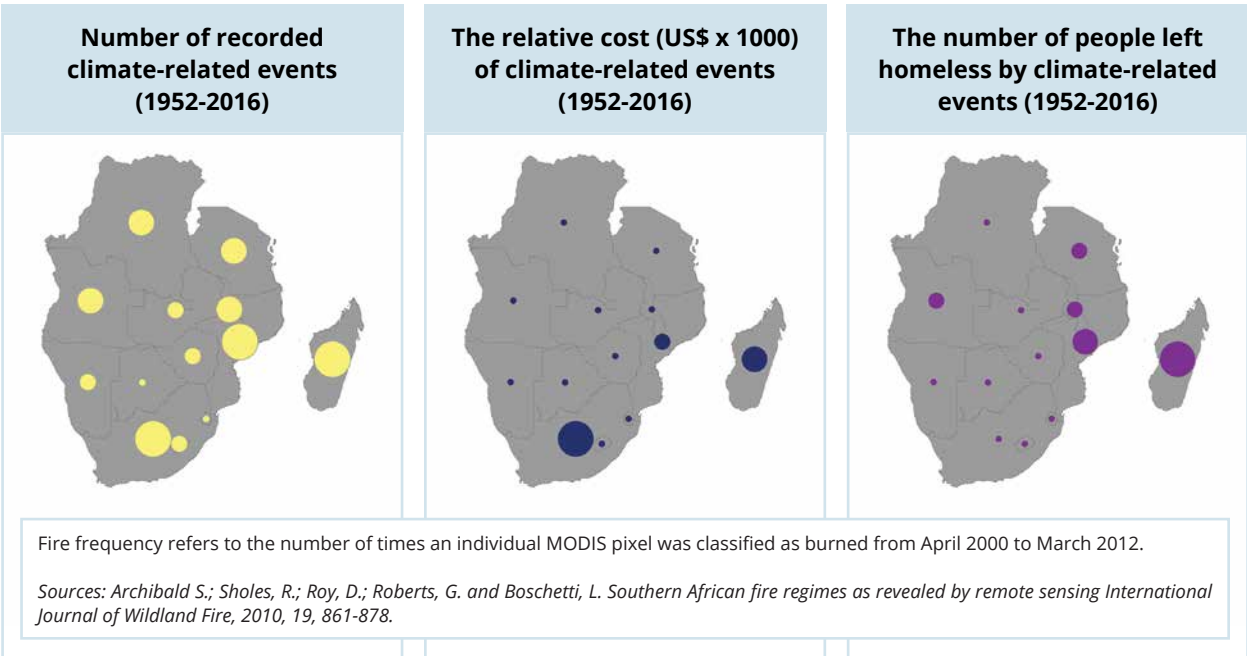 Number of recorded
climate-related events
(1952-2016)
The relative cost (US$ x 1000)
of climate-related events
(1952-2016)
The number of people left
homeless by climate-related
events (1952-2016)
Fire frequency refers to the number of times an individual MODIS pixel was classified as burned from April 2000 to March 2012.
Sources: Archibald S.; Sholes, R.; Roy, D.; Roberts, G. and Boschetti, L. Southern African fire regimes as revealed by remote sensing International
Journal of Wildland Fire, 2010, 19, 861-878.